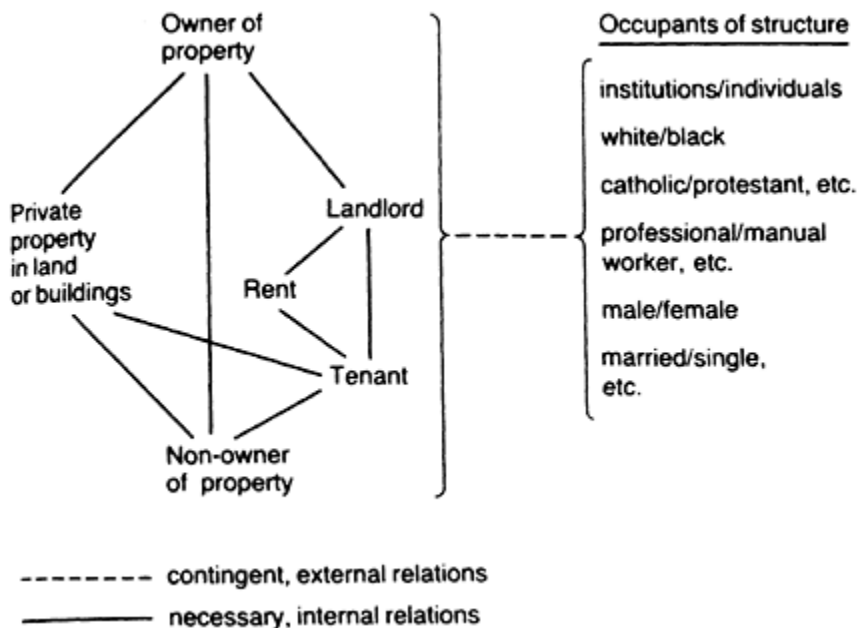 Owner of
property
Private
property
in land
or buildings
Landlord
Rent
Tenant
Non-owner
of property
Occupants of structure
institutions/individuals
white/black
catholic/protestant, etc.
professional/manual
worker, etc.
male/female
married/single,
etc.
contingent, external relations
necessary, internal relations